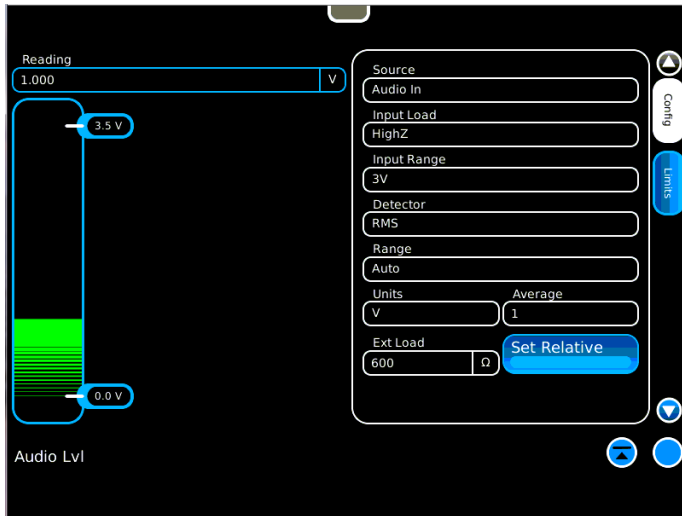 Reading
1.000 V
3.5 V
0.0 V
Audio Lvl
Source
Audio In
Input Load
HighZ
Input Range
3V
Detector
RMS
Range
Auto
Units Average
V 1
Ext Load
600 Ω
Set Relative
Config
Limits